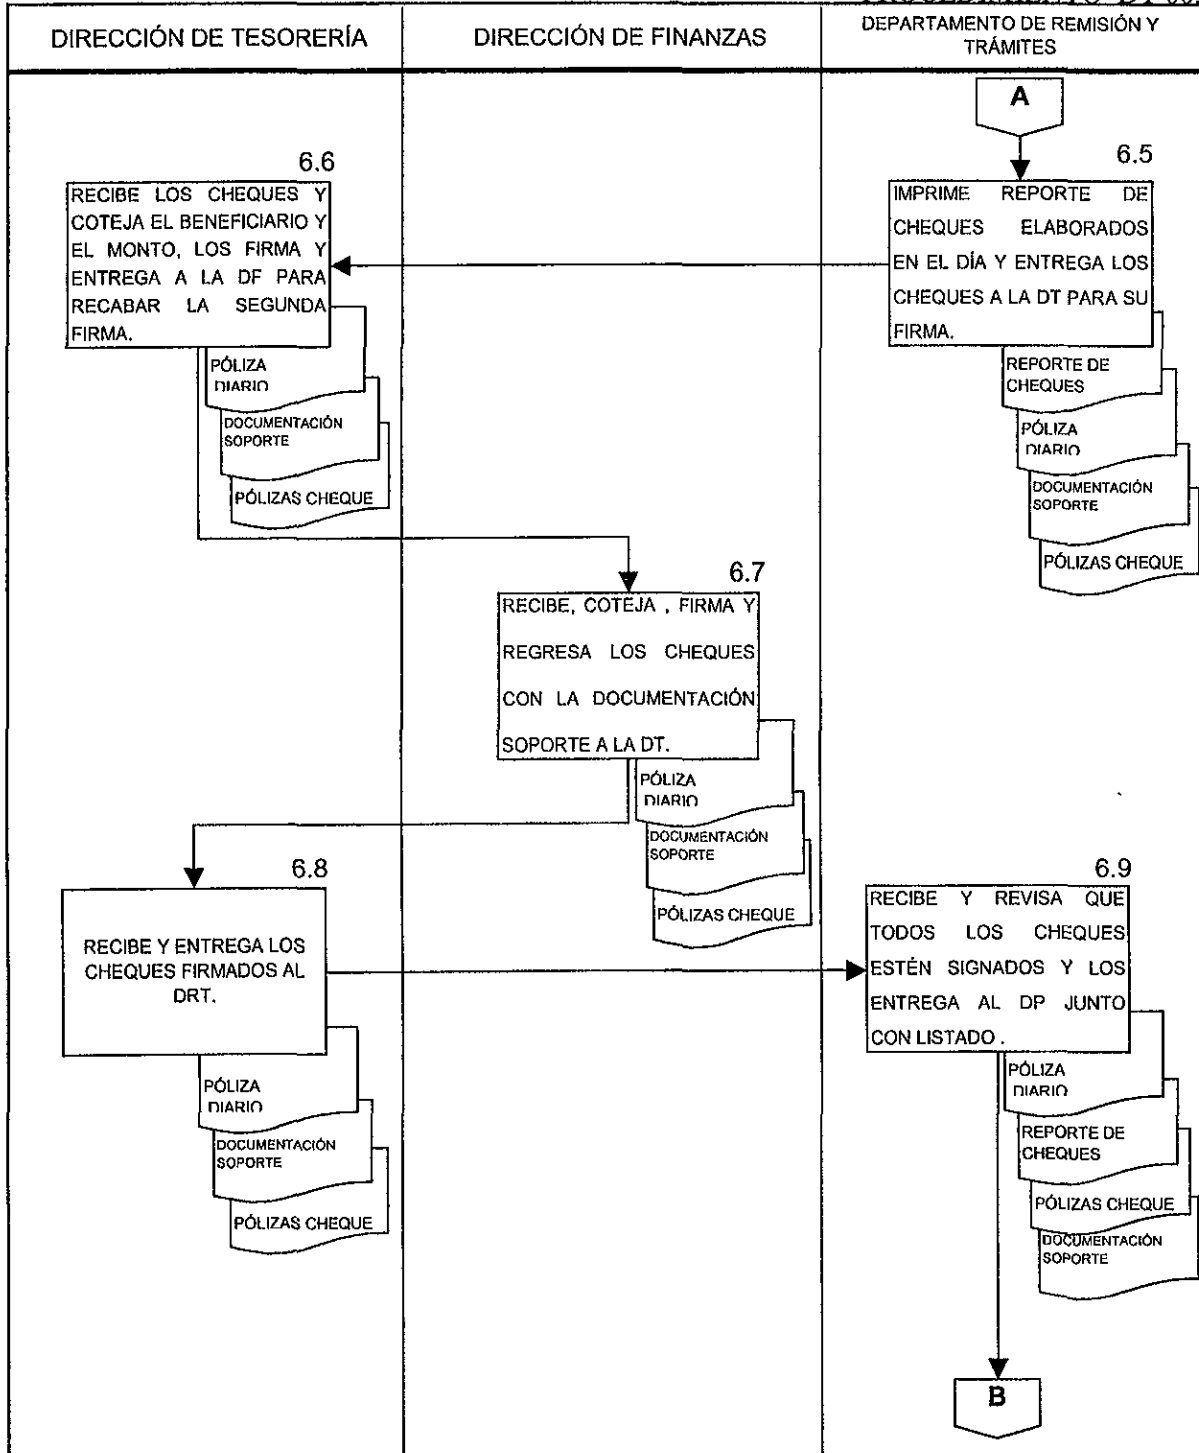 DIRECCIÓN DE TESORERÍA
DIRECCIÓN DE FINANZAS
DEPARTAMENTO DE REMISIÓN Y
TRÁMITES
A
6.5
IMPRIME REPORTE DE
CHEQUES ELABORADOS
EN EL DÍA Y ENTREGA LOS
CHEQUES A LA DT PARA SU
FIRMA.
REPORTE DE
CHEQUES
PÓLIZA
DIARIO
DOCUMENTACIÓN
SOPORTE
PÓLIZAS CHEQUE
6.6
RECIBE LOS CHEQUES Y
COTEJA EL BENEFICIARIO Y
EL MONTO, LOS FIRMA Y
ENTREGA A LA DF PARA
RECABAR LA SEGUNDA
FIRMA.
PÓLIZA
DIARIO
DOCUMENTACIÓN
SOPORTE
PÓLIZAS CHEQUE
6.7
RECIBE, COTEJA , FIRMA Y
REGRESA LOS CHEQUES
CON LA DOCUMENTACIÓN
SOPORTE A LA DT.
PÓLIZA
DIARIO
DOCUMENTACIÓN
SOPORTE
PÓLIZAS CHEQUE
6.8
RECIBE Y ENTREGA LOS
CHEQUES FIRMADOS AL
DRT.
PÓLIZA
DIARIO
DOCUMENTACIÓN
SOPORTE
PÓLIZAS CHEQUE
6.9
RECIBE Y REVISA QUE
TODOS LOS CHEQUES
ESTÉN SIGNADOS Y LOS
ENTREGA AL DP JUNTO
CON LISTADO .
PÓLIZA
DIARIO
REPORTE DE
CHEQUES
PÓLIZAS CHEQUE
DOCUMENTACIÓN
SOPORTE
B